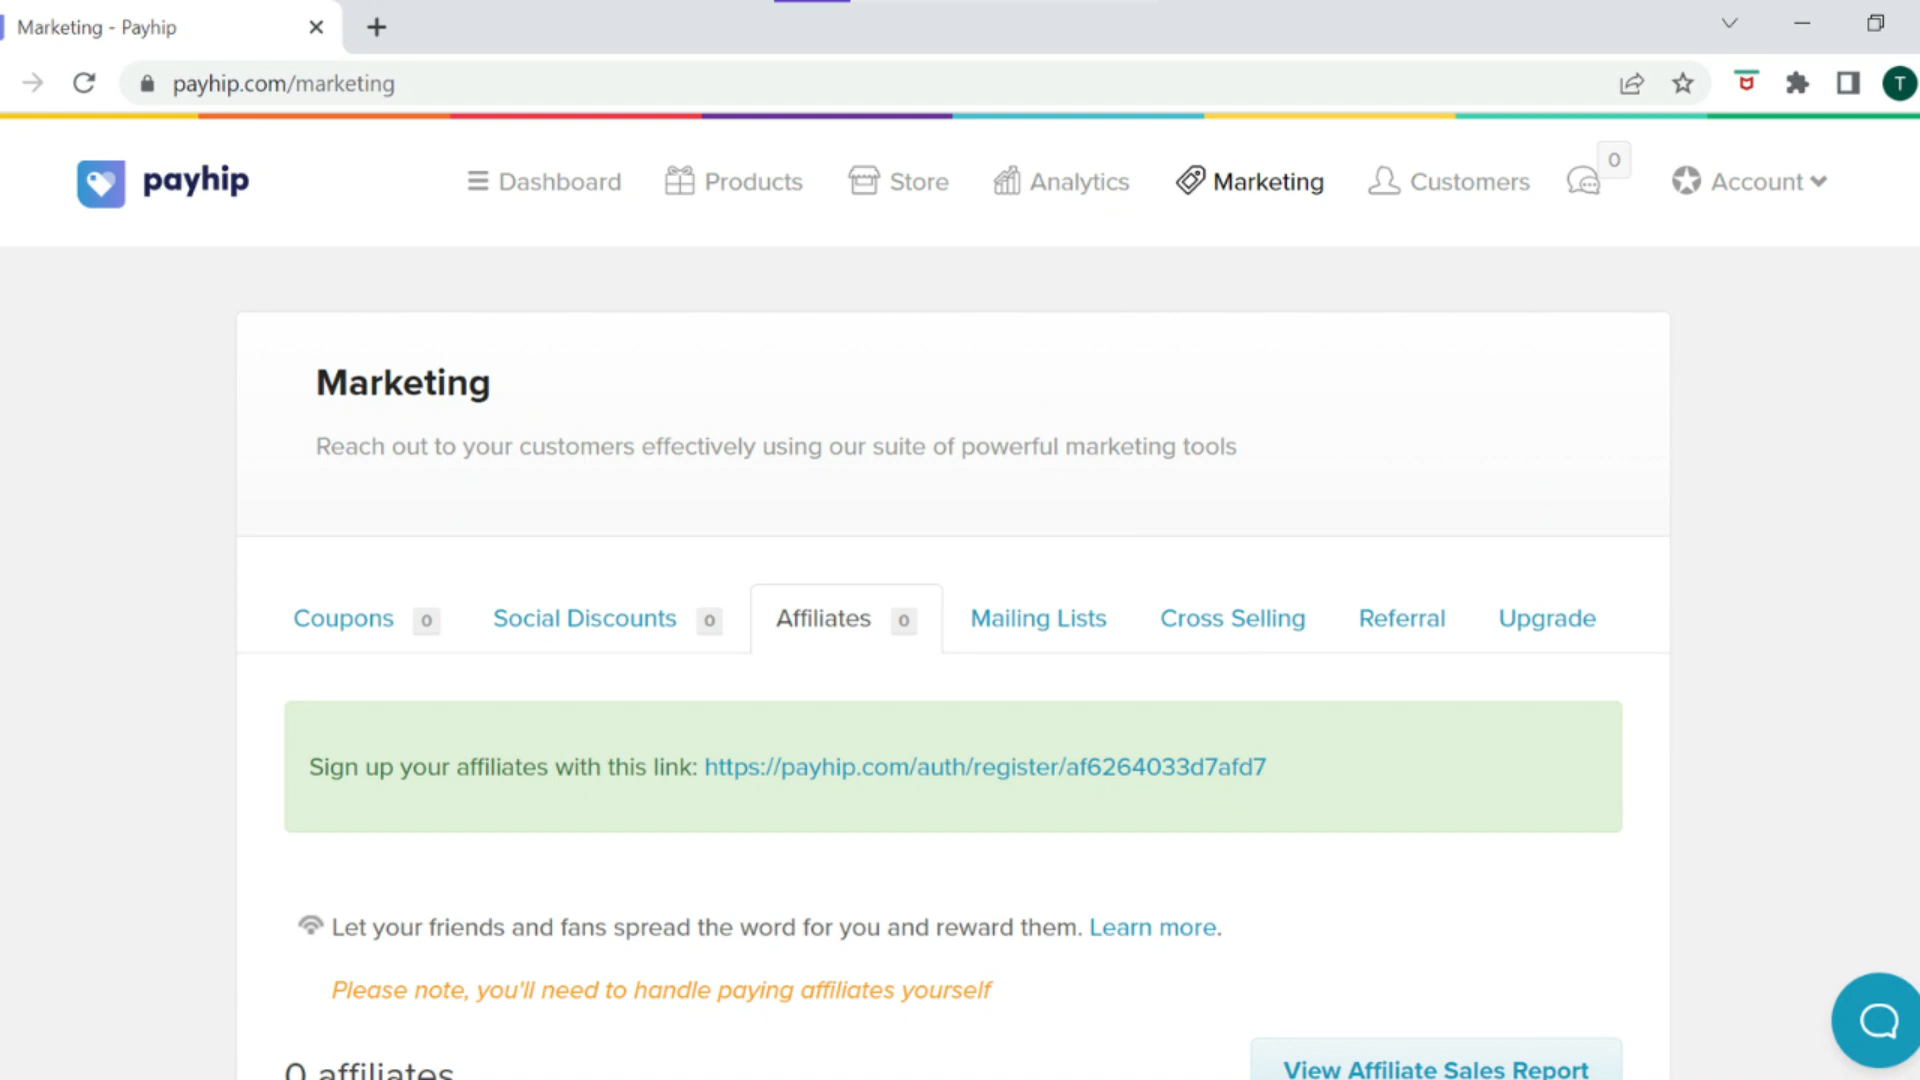 Marketing - Payhip
payhip.com/marketing
T
payhip
Dashboard
Products
Store
Analytics
Marketing
Customers
0
Account
Marketing
Reach out to your customers effectively using our suite of powerful marketing tools
Coupons 0
Social Discounts 0
Affiliates 0
Mailing Lists
Cross Selling
Referral
Upgrade
Sign up your affiliates with this link: https://payhip.com/auth/register/af6264033d7afd7
Let your friends and fans spread the word for you and reward them. Learn more.
Please note, you'll need to handle paying affiliates yourself
0 affiliates
View Affiliate Sales Report